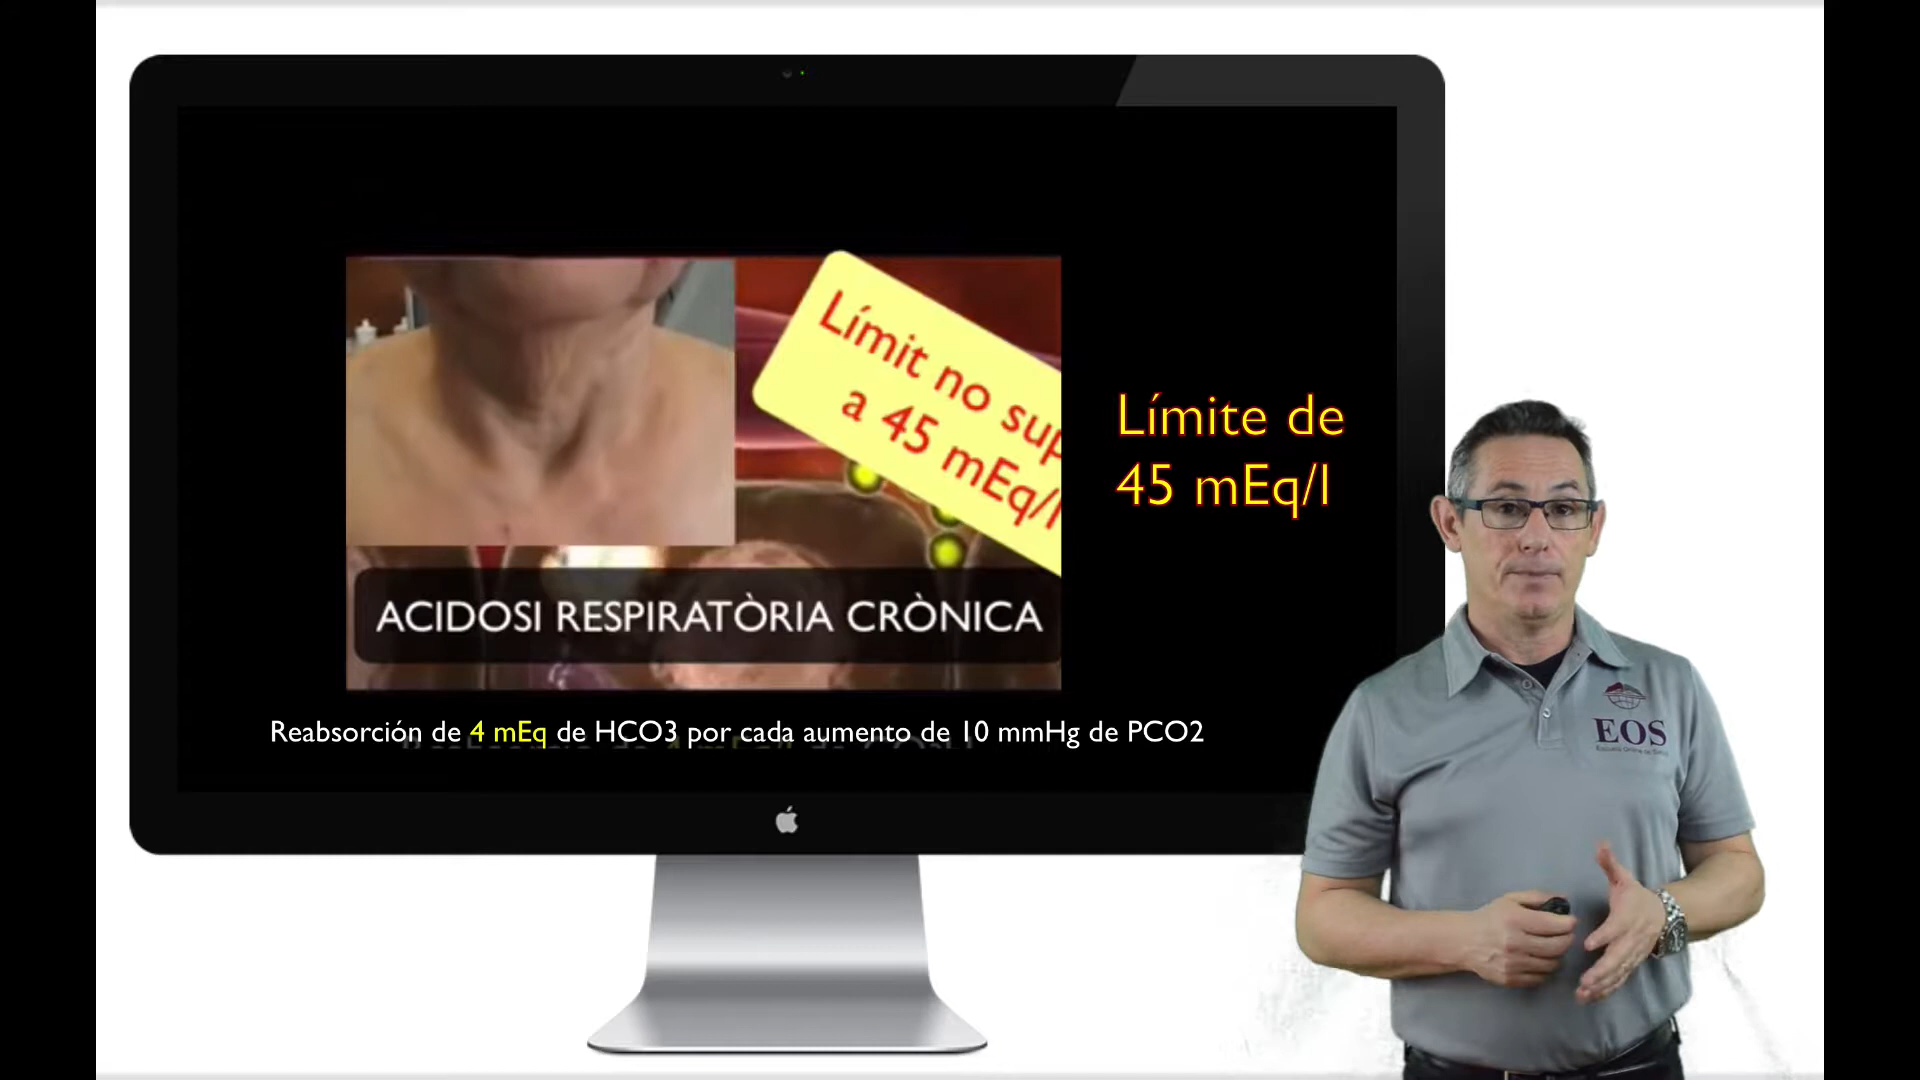 Límit no sup
a 45 mEq/l
Límite de
45 mEq/l
ACIDOSI RESPIRATÒRIA CRÒNICA
Reabsorción de 4 mEq de HCO3 por cada aumento de 10 mmHg de PCO2
EOS